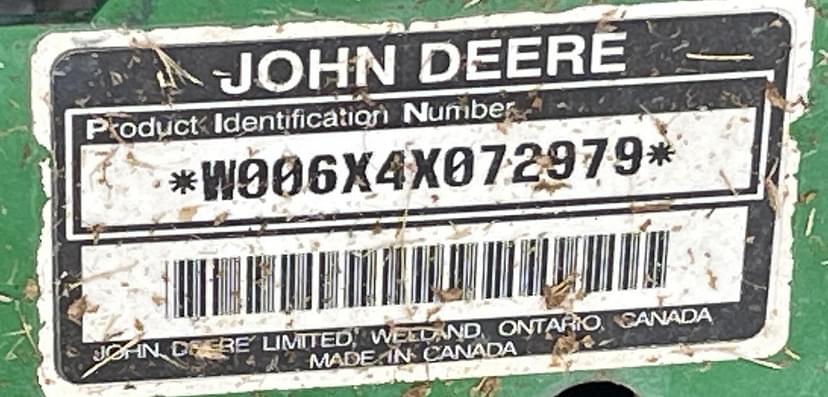 JOHN DEERE
Product Identification Number
*W006X4X072979*
JOHN DEERE LIMITED, WELLAND, ONTARIO, CANADA
MADE IN CANADA